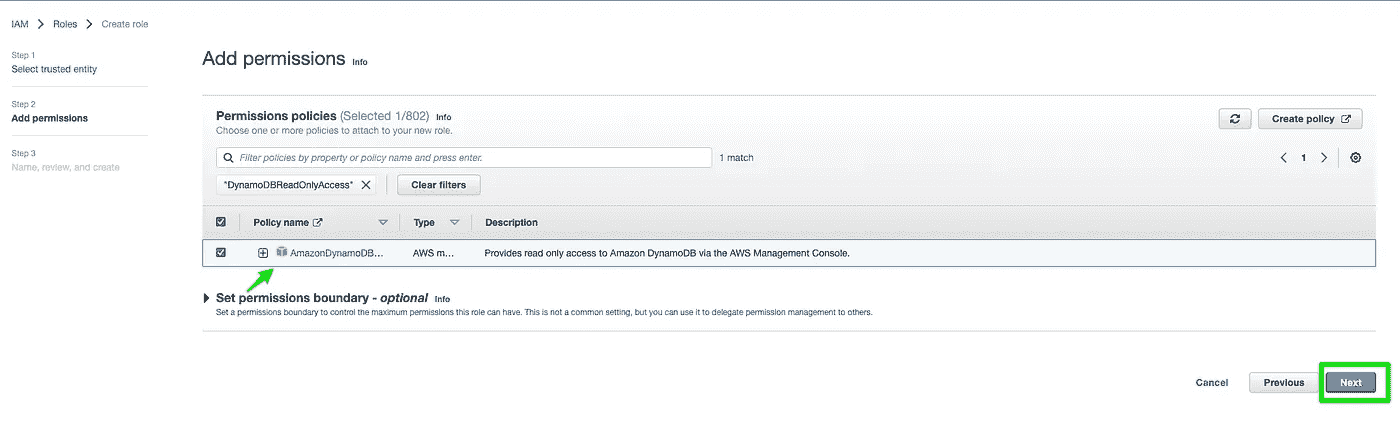 IAM > Roles > Create role
Step 1
Select trusted entity
Step 2
Add permissions
Step 3
Name, review, and create
Add permissions Info
Permissions policies (Selected 1/802) Info
Choose one or more policies to attach to your new role.
Create policy
Filter policies by property or policy name and press enter.
1 match
1
"DynamoDBReadOnlyAccess"
Clear filters
Policy name Type Description
AmazonDynamoDB... AWS m... Provides read only access to Amazon DynamoDB via the AWS Management Console.
Set permissions boundary - optional Info
Set a permissions boundary to control the maximum permissions this role can have. This is not a common setting, but you can use it to delegate permission management to others.
Cancel Previous Next